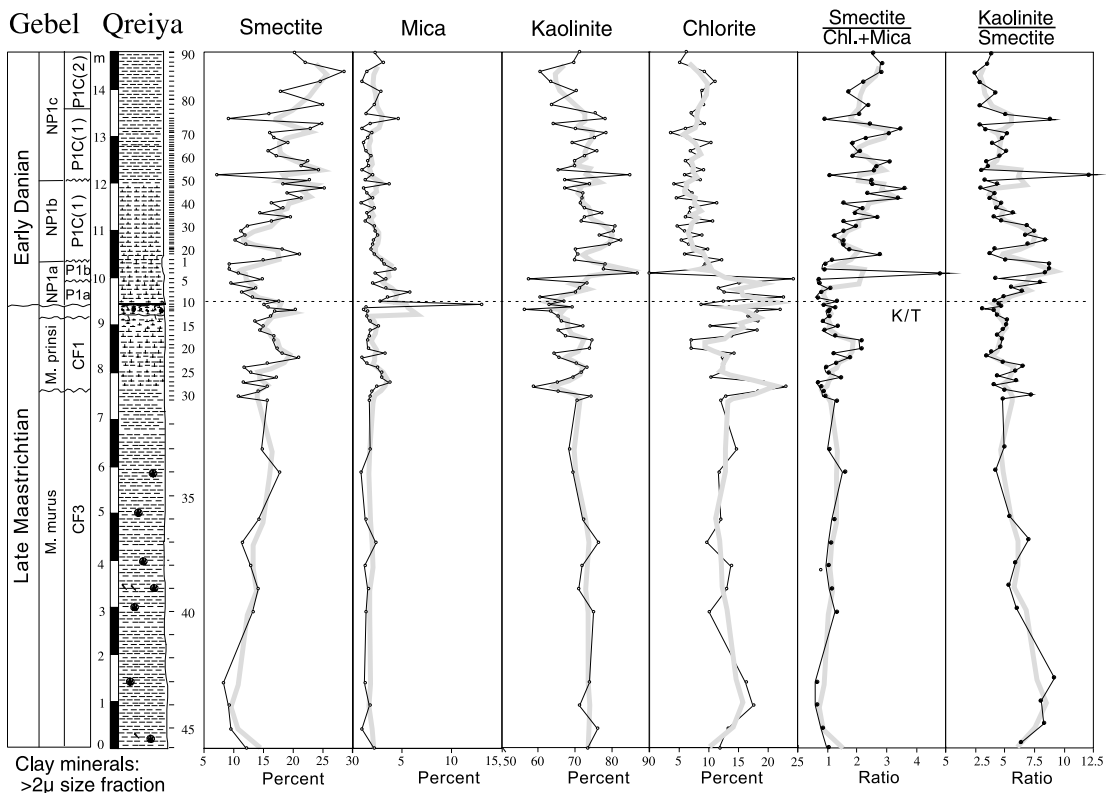 Gebel Qreiya
Smectite
Mica
Kaolinite
Chlorite
Smectite
Chl.+Mica
Kaolinite
Smectite
Early Danian
Late Maastrichtian
NP1c
NP1b
NP1a
M. prinsi
M. murus
P1C(2)
P1C(1)
P1C(1)
P1b
P1a
CF1
CF3
m
14
13
12
11
10
9
8
7
6
5
4
3
2
1
0
90
80
70
60
50
40
30
20
1
5
10
15
20
25
30
35
40
45
K/T
5 10 15 20 25 30
5 10 15,50
60 70 80 90
0 5 10 15 20 25
0 1 2 3 4 5
2.5 5 7.5 10 12.5
Percent
Percent
Percent
Percent
Ratio
Ratio
Clay minerals:
>2μ size fraction